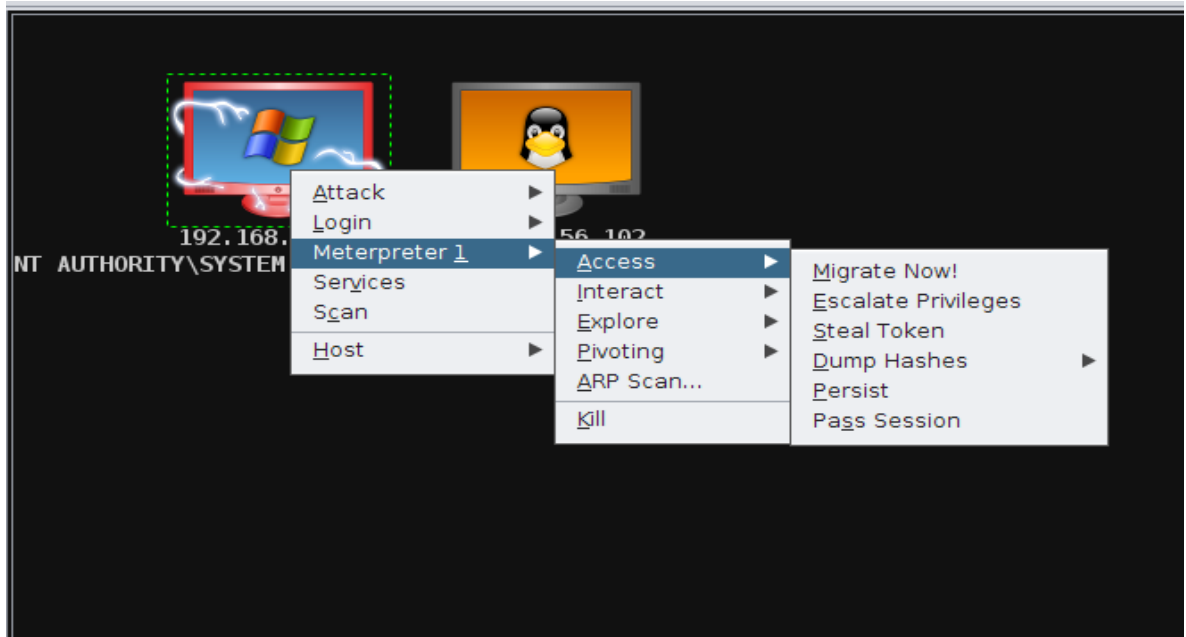 192.168.
56 102
NT AUTHORITY\SYSTEM
Attack
Login
Meterpreter 1
Services
Scan
Host
Access
Interact
Explore
Pivoting
ARP Scan...
Kill
Migrate Now!
Escalate Privileges
Steal Token
Dump Hashes
Persist
Pass Session